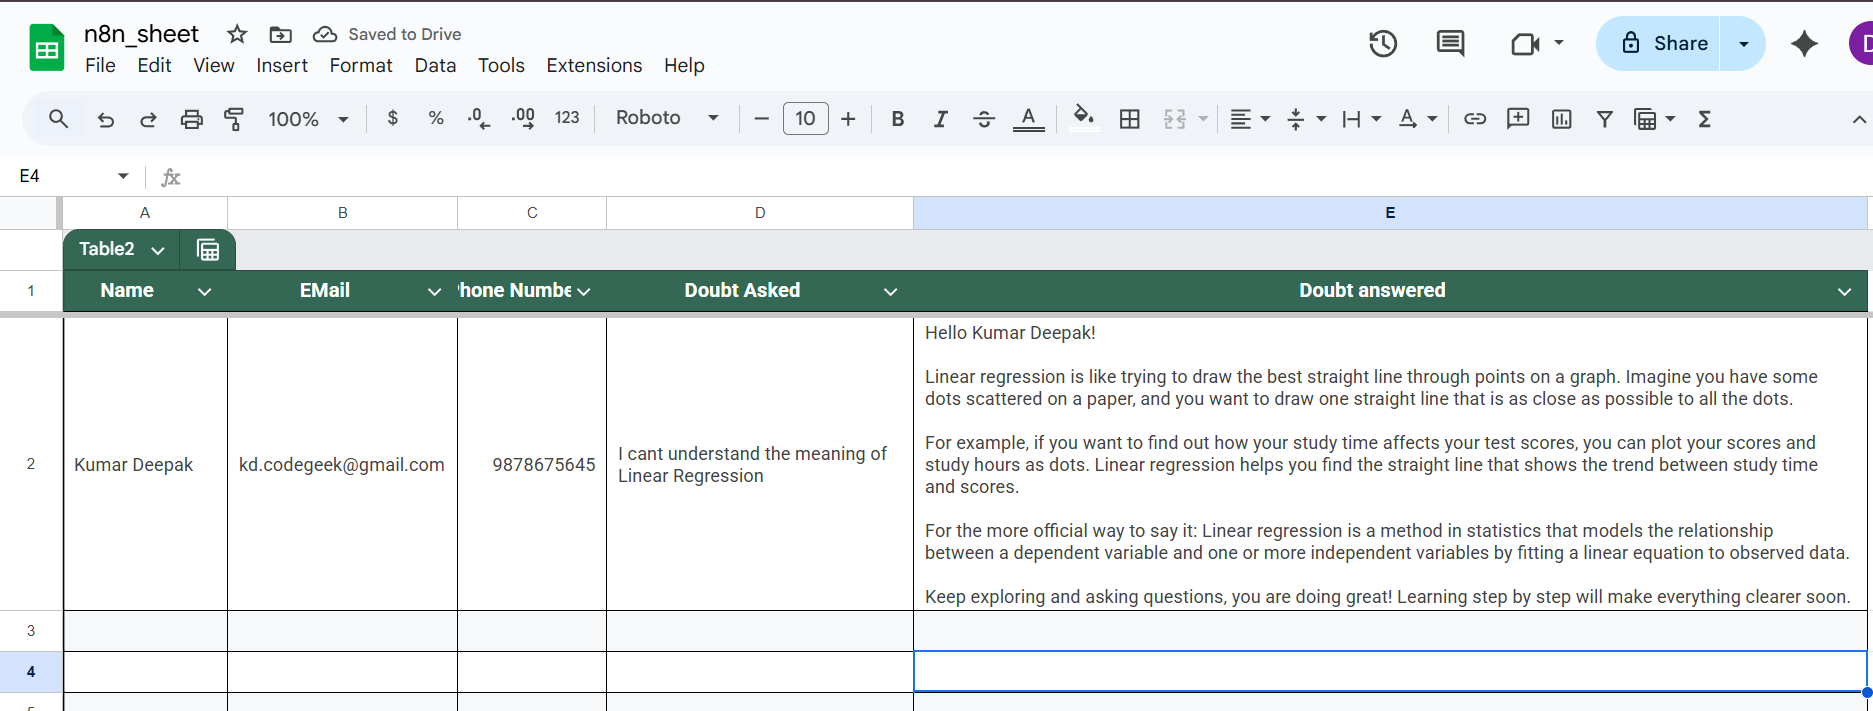 n8n_sheet
Saved to Drive
File Edit View Insert Format Data Tools Extensions Help
Share
D
100%
$ % .0 .00 123
Roboto
10
B I A
E4
fx
A B C D E
Table2
1 Name EMail Phone Numbe Doubt Asked Doubt answered
2
Kumar Deepak
kd.codegeek@gmail.com
9878675645
I cant understand the meaning of
Linear Regression
Hello Kumar Deepak!
Linear regression is like trying to draw the best straight line through points on a graph. Imagine you have some
dots scattered on a paper, and you want to draw one straight line that is as close as possible to all the dots.
For example, if you want to find out how your study time affects your test scores, you can plot your scores and
study hours as dots. Linear regression helps you find the straight line that shows the trend between study time
and scores.
For the more official way to say it: Linear regression is a method in statistics that models the relationship
between a dependent variable and one or more independent variables by fitting a linear equation to observed data.
Keep exploring and asking questions, you are doing great! Learning step by step will make everything clearer soon.
3
4
5